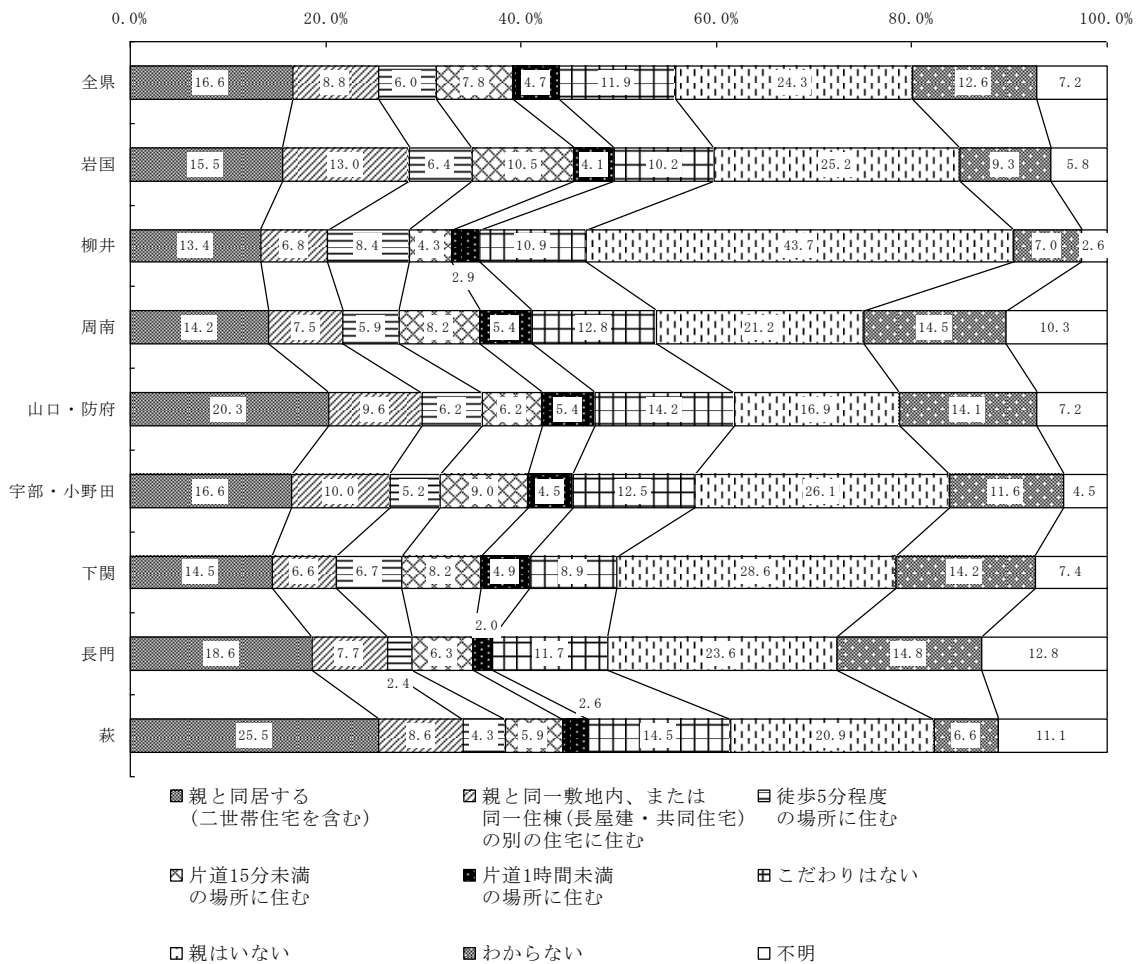 0.0% 20.0% 40.0% 60.0% 80.0% 100.0%
全県 16.6 8.8 6.0 7.8 4.7 11.9 24.3 12.6 7.2
岩国 15.5 13.0 6.4 10.5 4.1 10.2 25.2 9.3 5.8
柳井 13.4 6.8 8.4 4.3 10.9 43.7 7.0 2.6
2.9
周南 14.2 7.5 5.9 8.2 5.4 12.8 21.2 14.5 10.3
山口・防府 20.3 9.6 6.2 6.2 5.4 14.2 16.9 14.1 7.2
宇部・小野田 16.6 10.0 5.2 9.0 4.5 12.5 26.1 11.6 4.5
下関 14.5 6.6 6.7 8.2 4.9 8.9 28.6 14.2 7.4
2.0
長門 18.6 7.7 6.3 11.7 23.6 14.8 12.8
2.4
2.6
萩 25.5 8.6 4.3 5.9 14.5 20.9 6.6 11.1
親と同居する
(二世帯住宅を含む)
親と同一敷地内、または
同一住棟(長屋建・共同住宅)
の別の住宅に住む
徒歩5分程度
の場所に住む
片道15分未満
の場所に住む
片道1時間未満
の場所に住む
こだわりはない
親はいない
わからない
不明